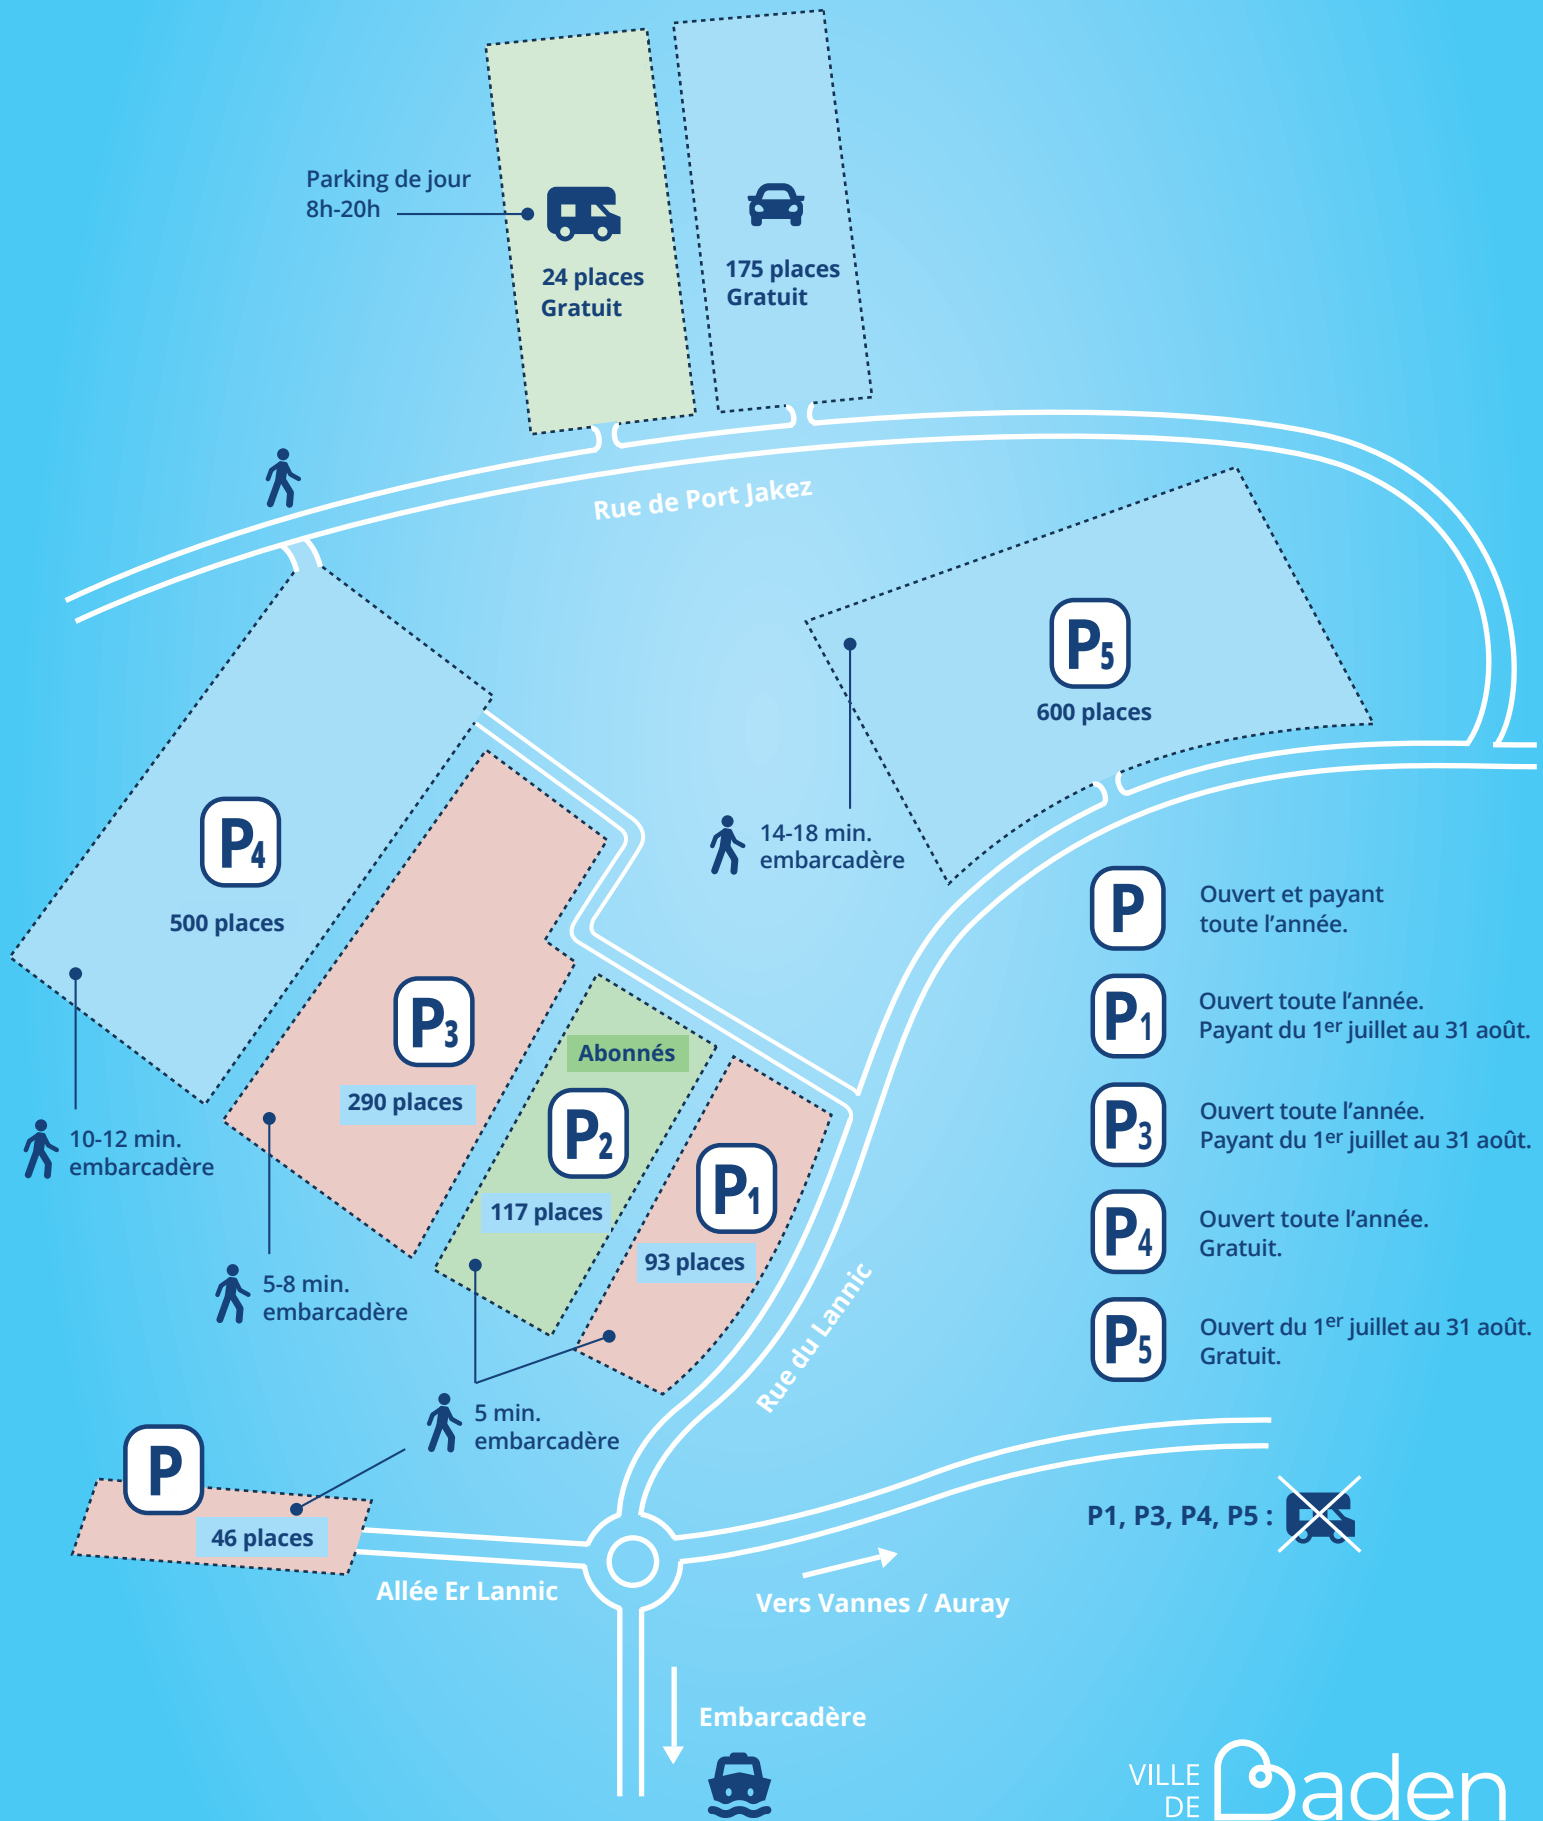 Parking de jour
8h-20h
24 places
Gratuit
175 places
Gratuit
Rue de Port Jakez
P5
600 places
14-18 min.
embarcadère
P4
500 places
10-12 min.
embarcadère
P3
290 places
5-8 min.
embarcadère
Abonnés
P2
117 places
P1
93 places
5 min.
embarcadère
P
46 places
Rue du Lannic
Allée Er Lannic
Vers Vannes / Auray
Embarcadère
P
Ouvert et payant
toute l’année.
P1
Ouvert toute l’année.
Payant du 1er juillet au 31 août.
P3
Ouvert toute l’année.
Payant du 1er juillet au 31 août.
P4
Ouvert toute l’année.
Gratuit.
P5
Ouvert du 1er juillet au 31 août.
Gratuit.
P1, P3, P4, P5 :
VILLE
DE Baden